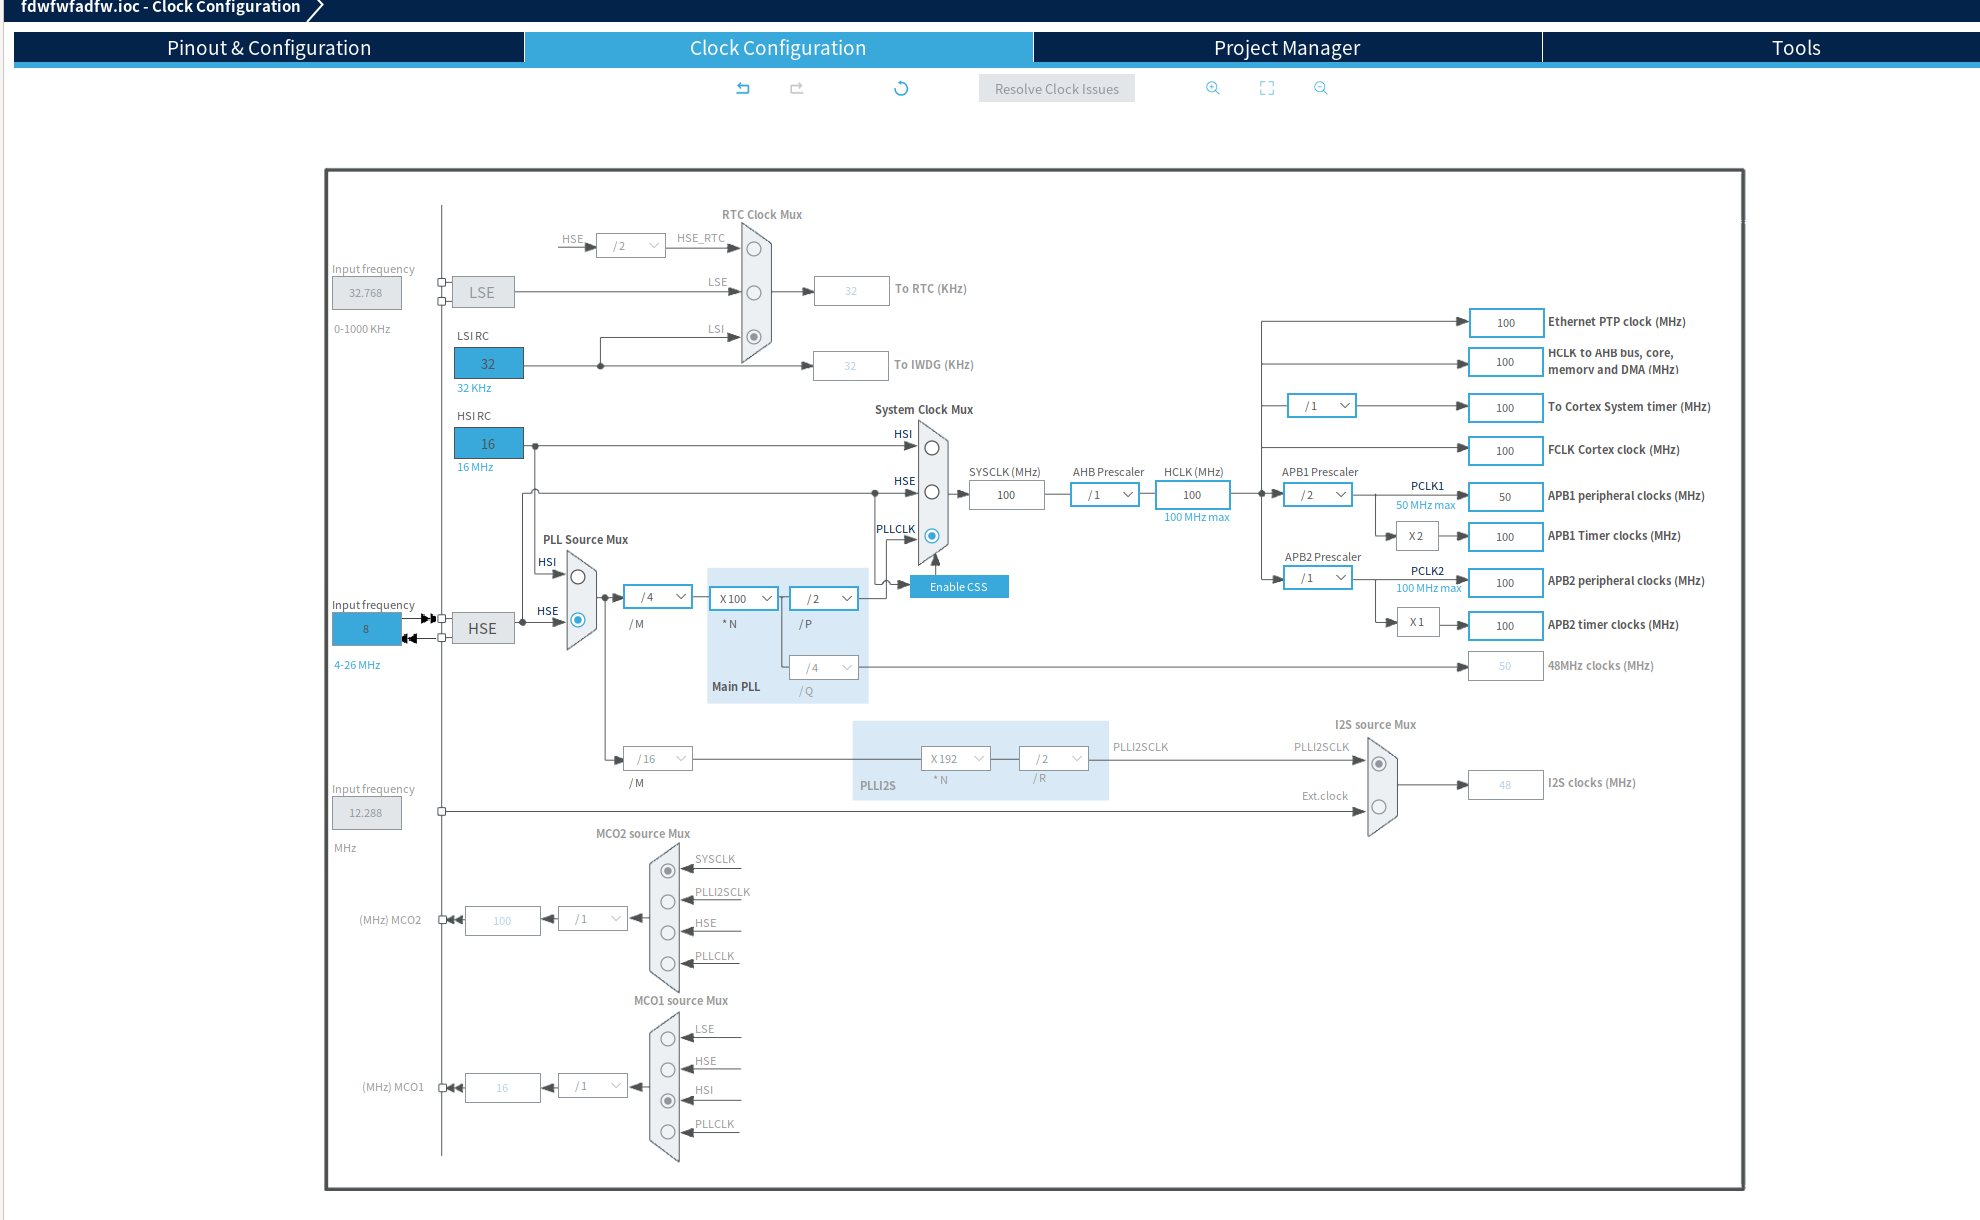 fdwfwfadfw.ioc - Clock Configuration
Pinout & Configuration
Clock Configuration
Project Manager
Tools
Resolve Clock Issues
RTC Clock Mux
HSE
/ 2
HSE_RTC
Input frequency
32.768
0-1000 KHz
LSE
LSE
32
To RTC (KHz)
LSI RC
32
32 KHz
LSI
32
To IWDG (KHz)
HSI RC
16
16 MHz
System Clock Mux
HSI
HSE
PLLCLK
Enable CSS
SYSCLK (MHz)
100
AHB Prescaler
/ 1
HCLK (MHz)
100
100 MHz max
100
Ethernet PTP clock (MHz)
100
HCLK to AHB bus, core,
memory and DMA (MHz)
/ 1
100
To Cortex System timer (MHz)
100
FCLK Cortex clock (MHz)
APB1 Prescaler
/ 2
PCLK1
50 MHz max
50
APB1 peripheral clocks (MHz)
X 2
100
APB1 Timer clocks (MHz)
APB2 Prescaler
/ 1
PCLK2
100 MHz max
100
APB2 peripheral clocks (MHz)
X 1
100
APB2 timer clocks (MHz)
PLL Source Mux
HSI
HSE
Input frequency
8
4-26 MHz
HSE
/ 4
/ M
X 100
* N
/ 2
/ P
/ 4
/ Q
Main PLL
50
48MHz clocks (MHz)
/ 16
/ M
X 192
* N
/ 2
/ R
PLLI2S
PLLI2SCLK
I2S source Mux
PLLI2SCLK
Ext.clock
48
I2S clocks (MHz)
Input frequency
12.288
MHz
MCO2 source Mux
SYSCLK
PLLI2SCLK
HSE
PLLCLK
(MHz) MCO2
100
/ 1
MCO1 source Mux
LSE
HSE
HSI
PLLCLK
(MHz) MCO1
16
/ 1